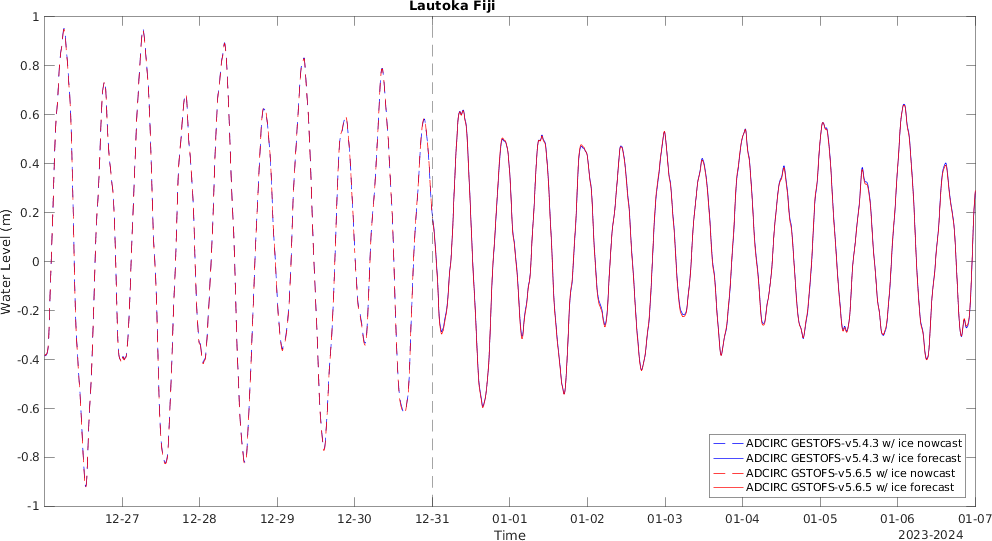 Lautoka Fiji
Water Level (m)
1
0.8
0.6
0.4
0.2
0
-0.2
-0.4
-0.6
-0.8
-1
ADCIRC GESTOFS-v5.4.3 w/ ice nowcast
ADCIRC GESTOFS-v5.4.3 w/ ice forecast
ADCIRC GSTOFS-v5.6.5 w/ ice nowcast
ADCIRC GSTOFS-v5.6.5 w/ ice forecast
12-27 12-28 12-29 12-30 12-31 01-01 01-02 01-03 01-04 01-05 01-06 01-07
Time
2023-2024